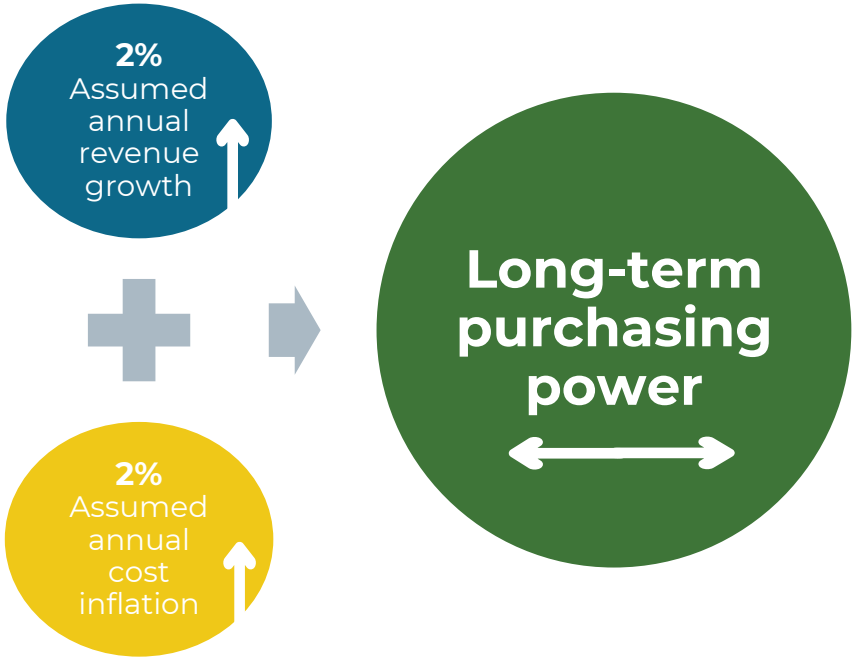 2%
Assumed
annual
revenue
growth
2%
Assumed
annual
cost
inflation
Long-term
purchasing
power